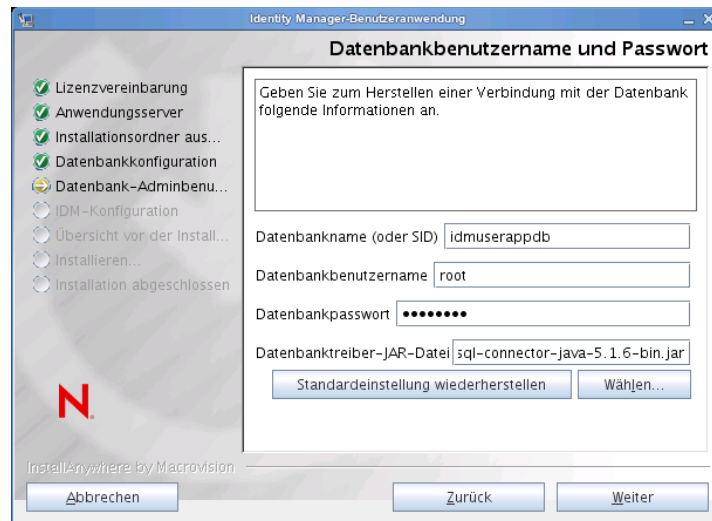 Identity Manager-Benutzeranwendung
Datenbankbenutzername und Passwort
Lizenzvereinbarung
Anwendungsserver
Installationsordner aus...
Datenbankkonfiguration
Datenbank-Adminbenu...
IDM-Konfiguration
Übersicht vor der Install...
Installieren...
Installation abgeschlossen
Geben Sie zum Herstellen einer Verbindung mit der Datenbank
folgende Informationen an.
Datenbankname (oder SID) idmuserappdb
Datenbankbenutzername root
Datenbankpasswort ••••••••
Datenbanktreiber-JAR-Datei sql-connector-java-5.1.6-bin.jar
Standardeinstellung wiederherstellen Wählen...
N
InstallAnywhere by Macrovision
Abbrechen Zurück Weiter